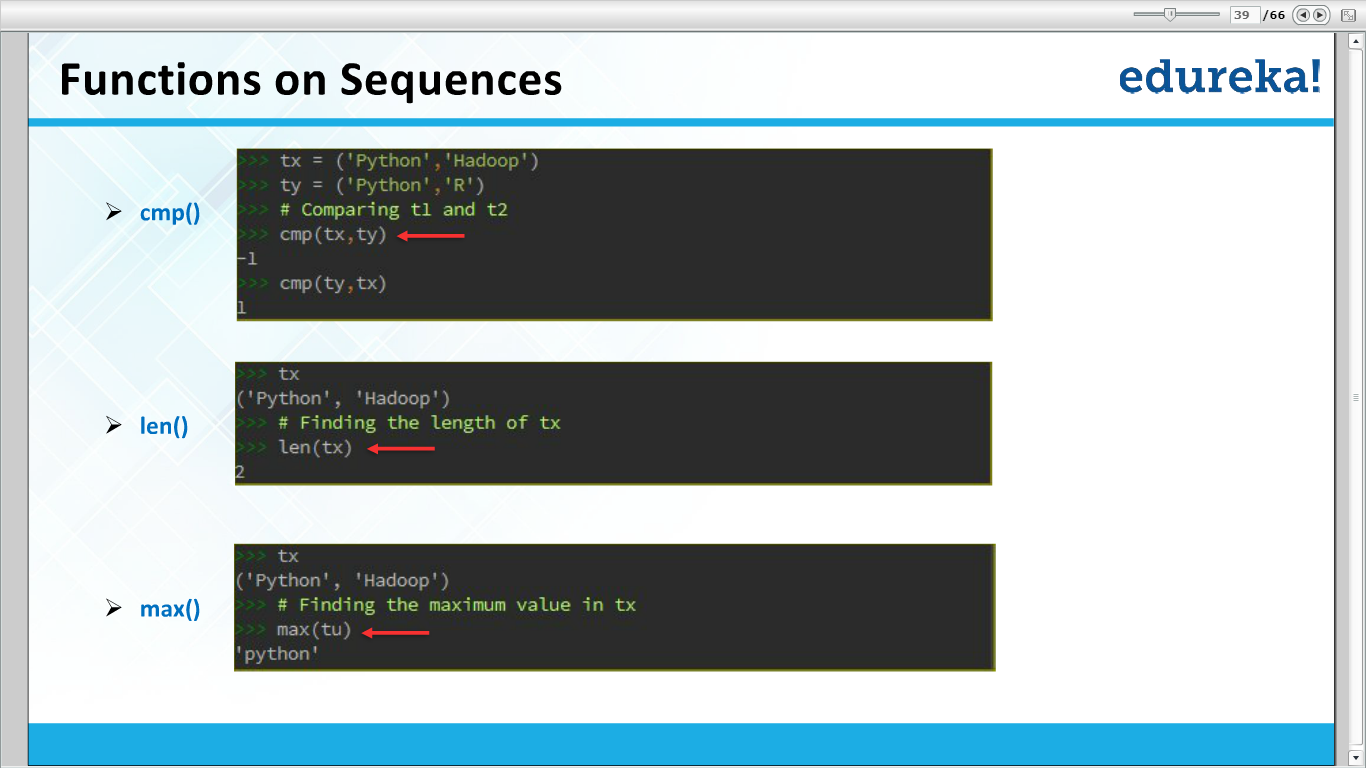 39 /66
Functions on Sequences
edureka!
cmp()
>>> tx = ('Python','Hadoop')
>>> ty = ('Python','R')
>>> # Comparing t1 and t2
>>> cmp(tx,ty)
-1
>>> cmp(ty,tx)
1
len()
>>> tx
('Python', 'Hadoop')
>>> # Finding the length of tx
>>> len(tx)
2
max()
>>> tx
('Python', 'Hadoop')
>>> # Finding the maximum value in tx
>>> max(tu)
'python'